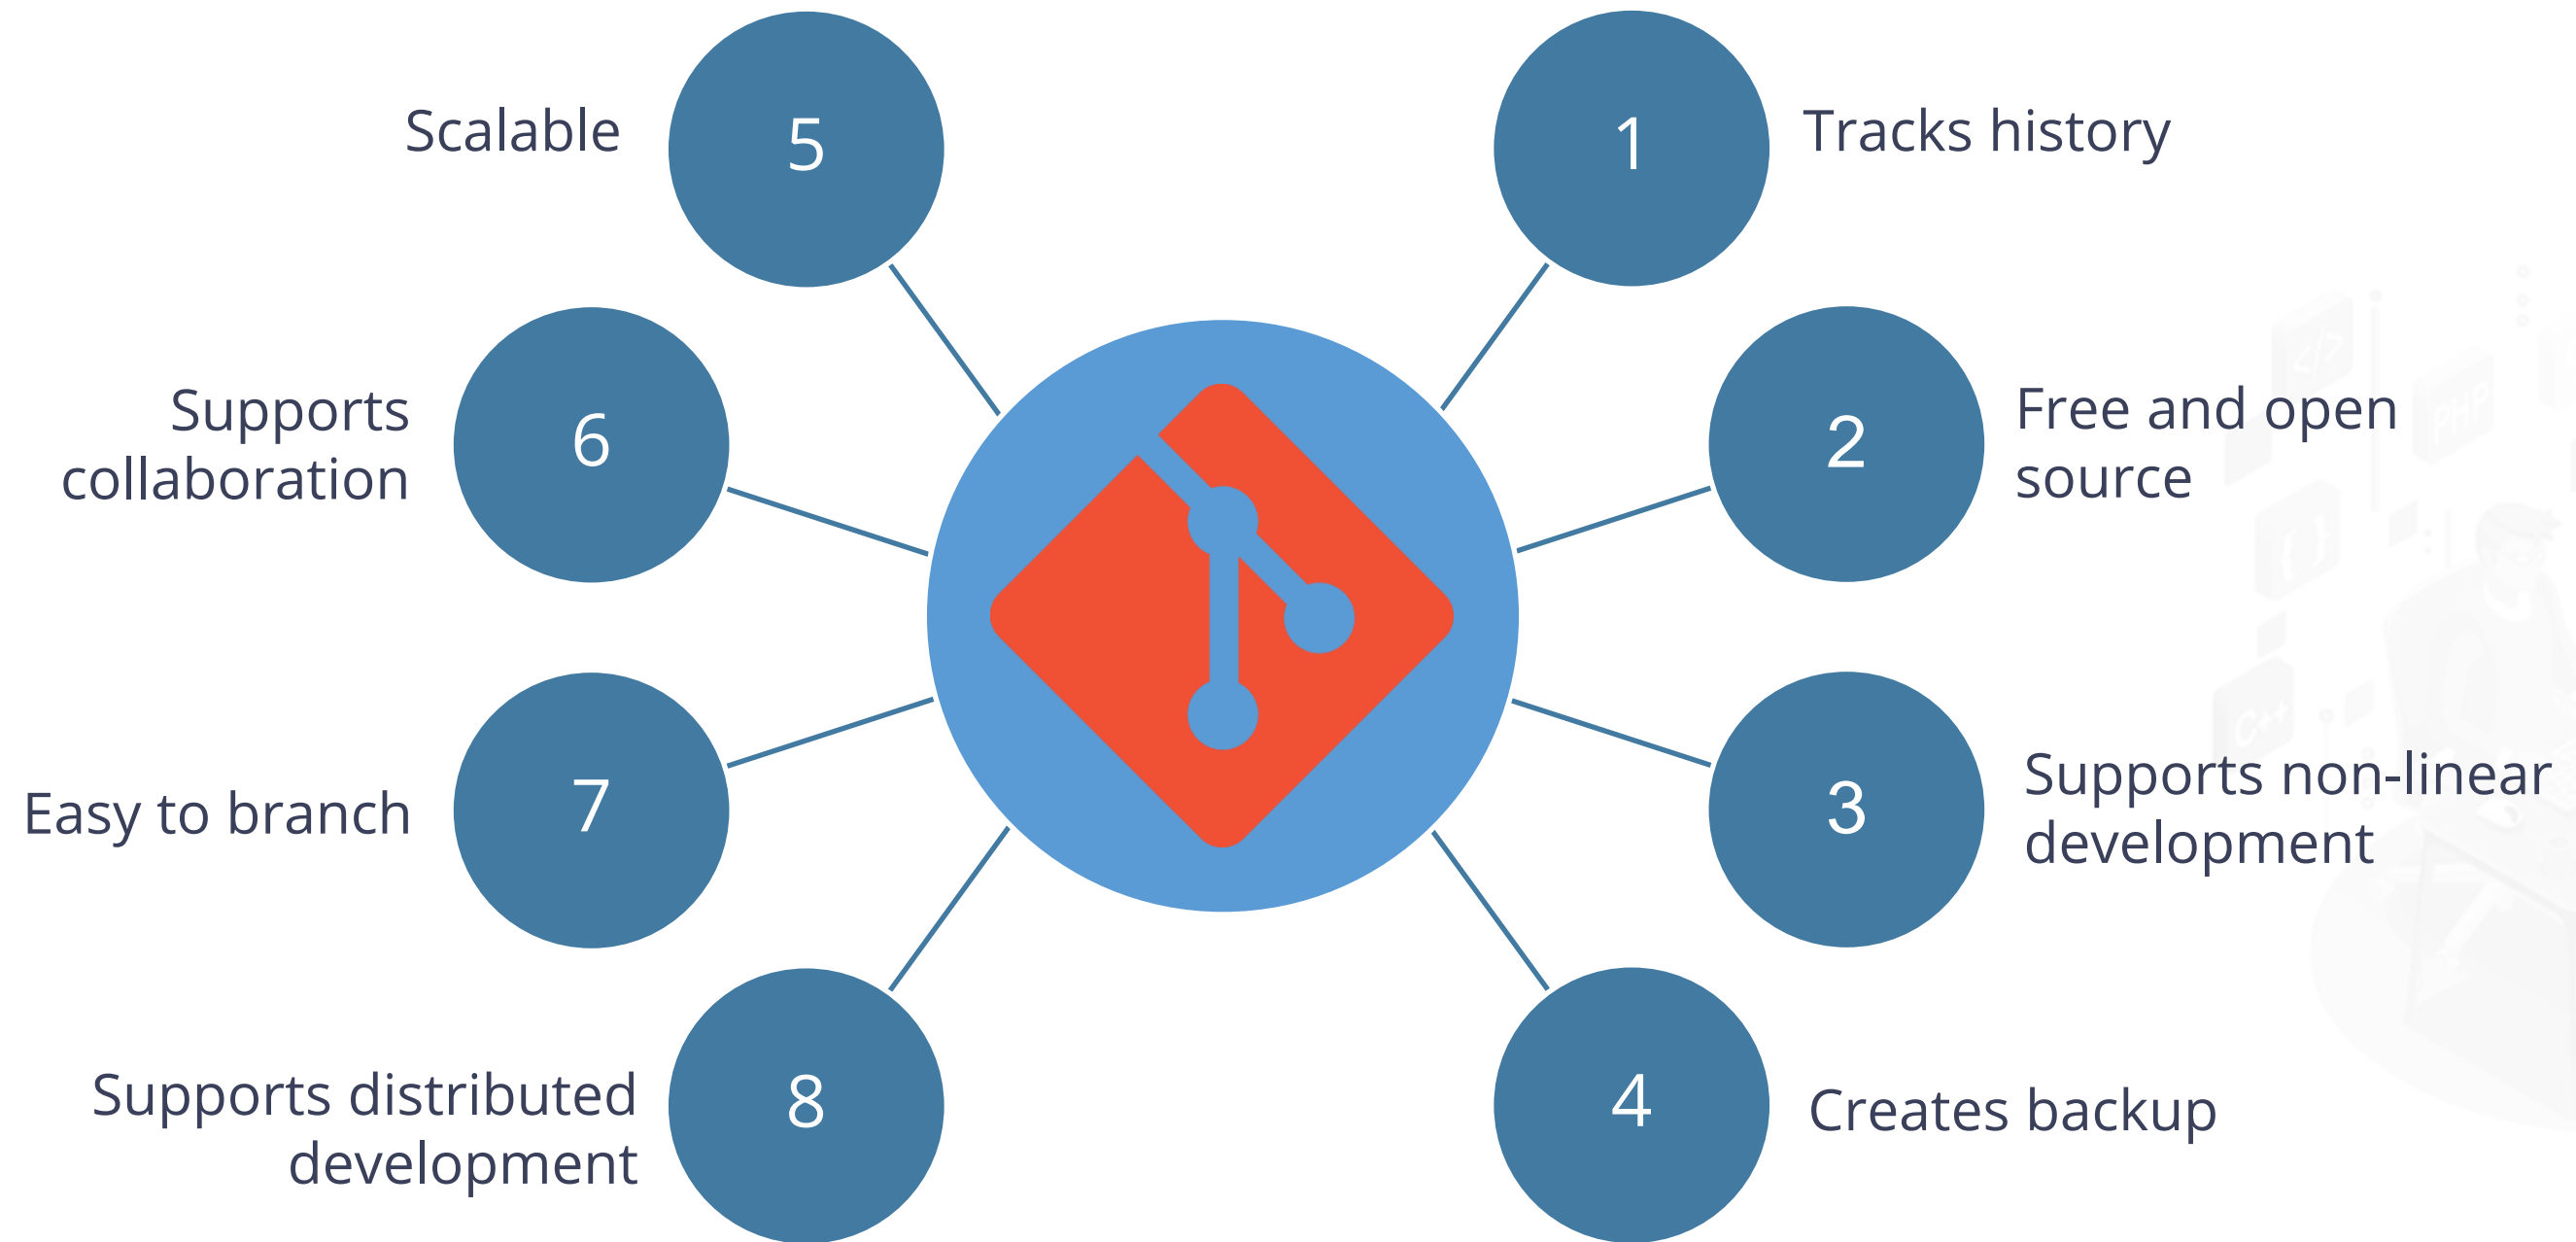 1
Tracks history
2
Free and open
source
3
Supports non-linear
development
4
Creates backup
5
Scalable
6
Supports
collaboration
7
Easy to branch
8
Supports distributed
development
</>
PHP
{ }
C++